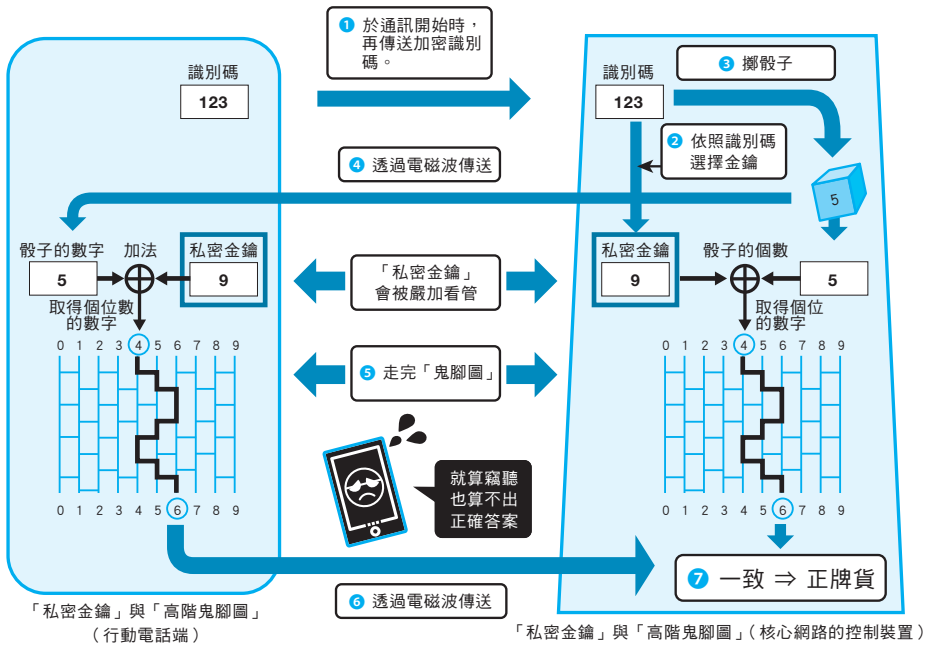 ❶ 於通訊開始時，
再傳送加密識別
碼。
識別碼
123
識別碼
123
❸ 擲骰子
❷ 依照識別碼
選擇金鑰
❹ 透過電磁波傳送
5
骰子的數字
加法
私密金鑰
5
9
取得個位數
的數字
「私密金鑰」
會被嚴加看管
私密金鑰
骰子的個數
9
5
取得個位
的數字
0 1 2 3 4 5 6 7 8 9
0 1 2 3 4 5 6 7 8 9
❺ 走完「鬼腳圖」
0 1 2 3 4 5 6 7 8 9
0 1 2 3 4 5 6 7 8 9
就算竊聽
也算不出
正確答案
❻ 透過電磁波傳送
❼ 一致 ⇒ 正牌貨
「私密金鑰」與「高階鬼腳圖」
（行動電話端）
「私密金鑰」與「高階鬼腳圖」（核心網路的控制裝置）